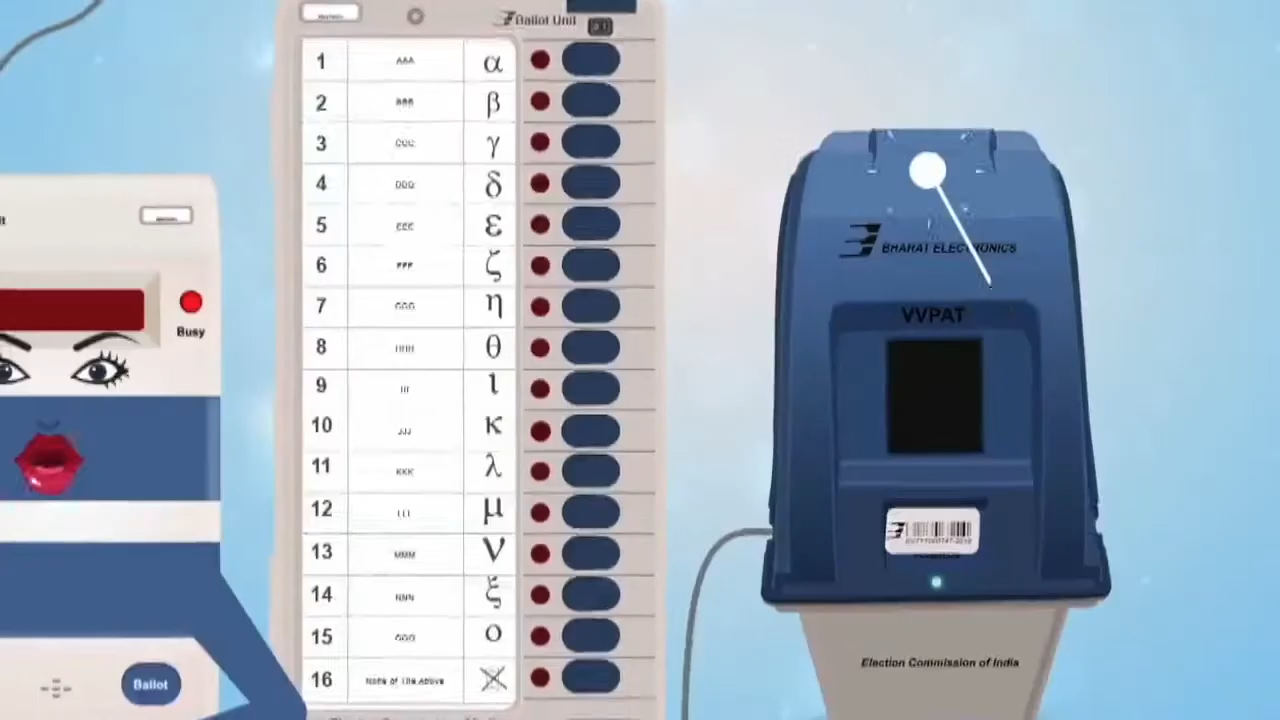 Ballot Unit
1 AAA α
2 BBB β
3 CCC γ
4 DDD δ
5 EEE ε
6 FFF ζ
7 GGG η
8 HHH θ
9 III ι
10 JJJ κ
11 KKK λ
12 LLL μ
13 MMM ν
14 NNN ξ
15 OOO ο
16 None of The Above
Busy
Ballot
BHARAT ELECTRONICS
VVPAT
Election Commission of India